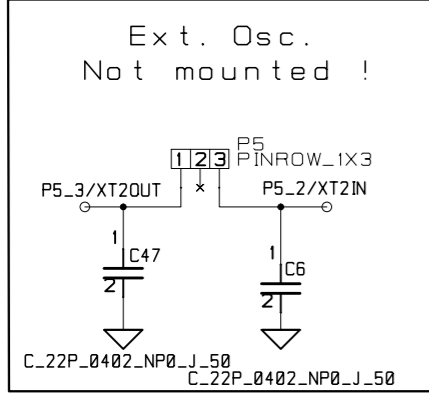 Ext. Osc.
Not mounted !
P5
1 2 3 PINROW_1X3
P5_3/XT2OUT
P5_2/XT2IN
1
C47
2
1
C6
2
C_22P_0402_NP0_J_50
C_22P_0402_NP0_J_50